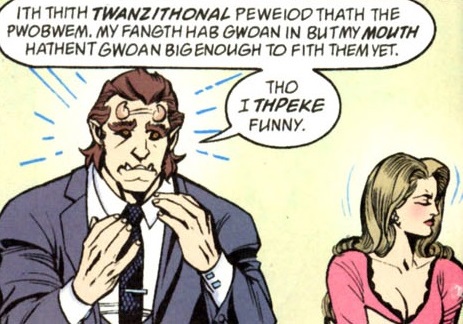 ITH THITH TWANZITHONAL PEWEIOD THATH THE
PWOBWEM. MY FANGTH HAB GWOAN IN BUT MY MOUTH
HATHENT GWOAN BIG ENOUGH TO FITH THEM YET.
THO
I THPEKE
FUNNY.